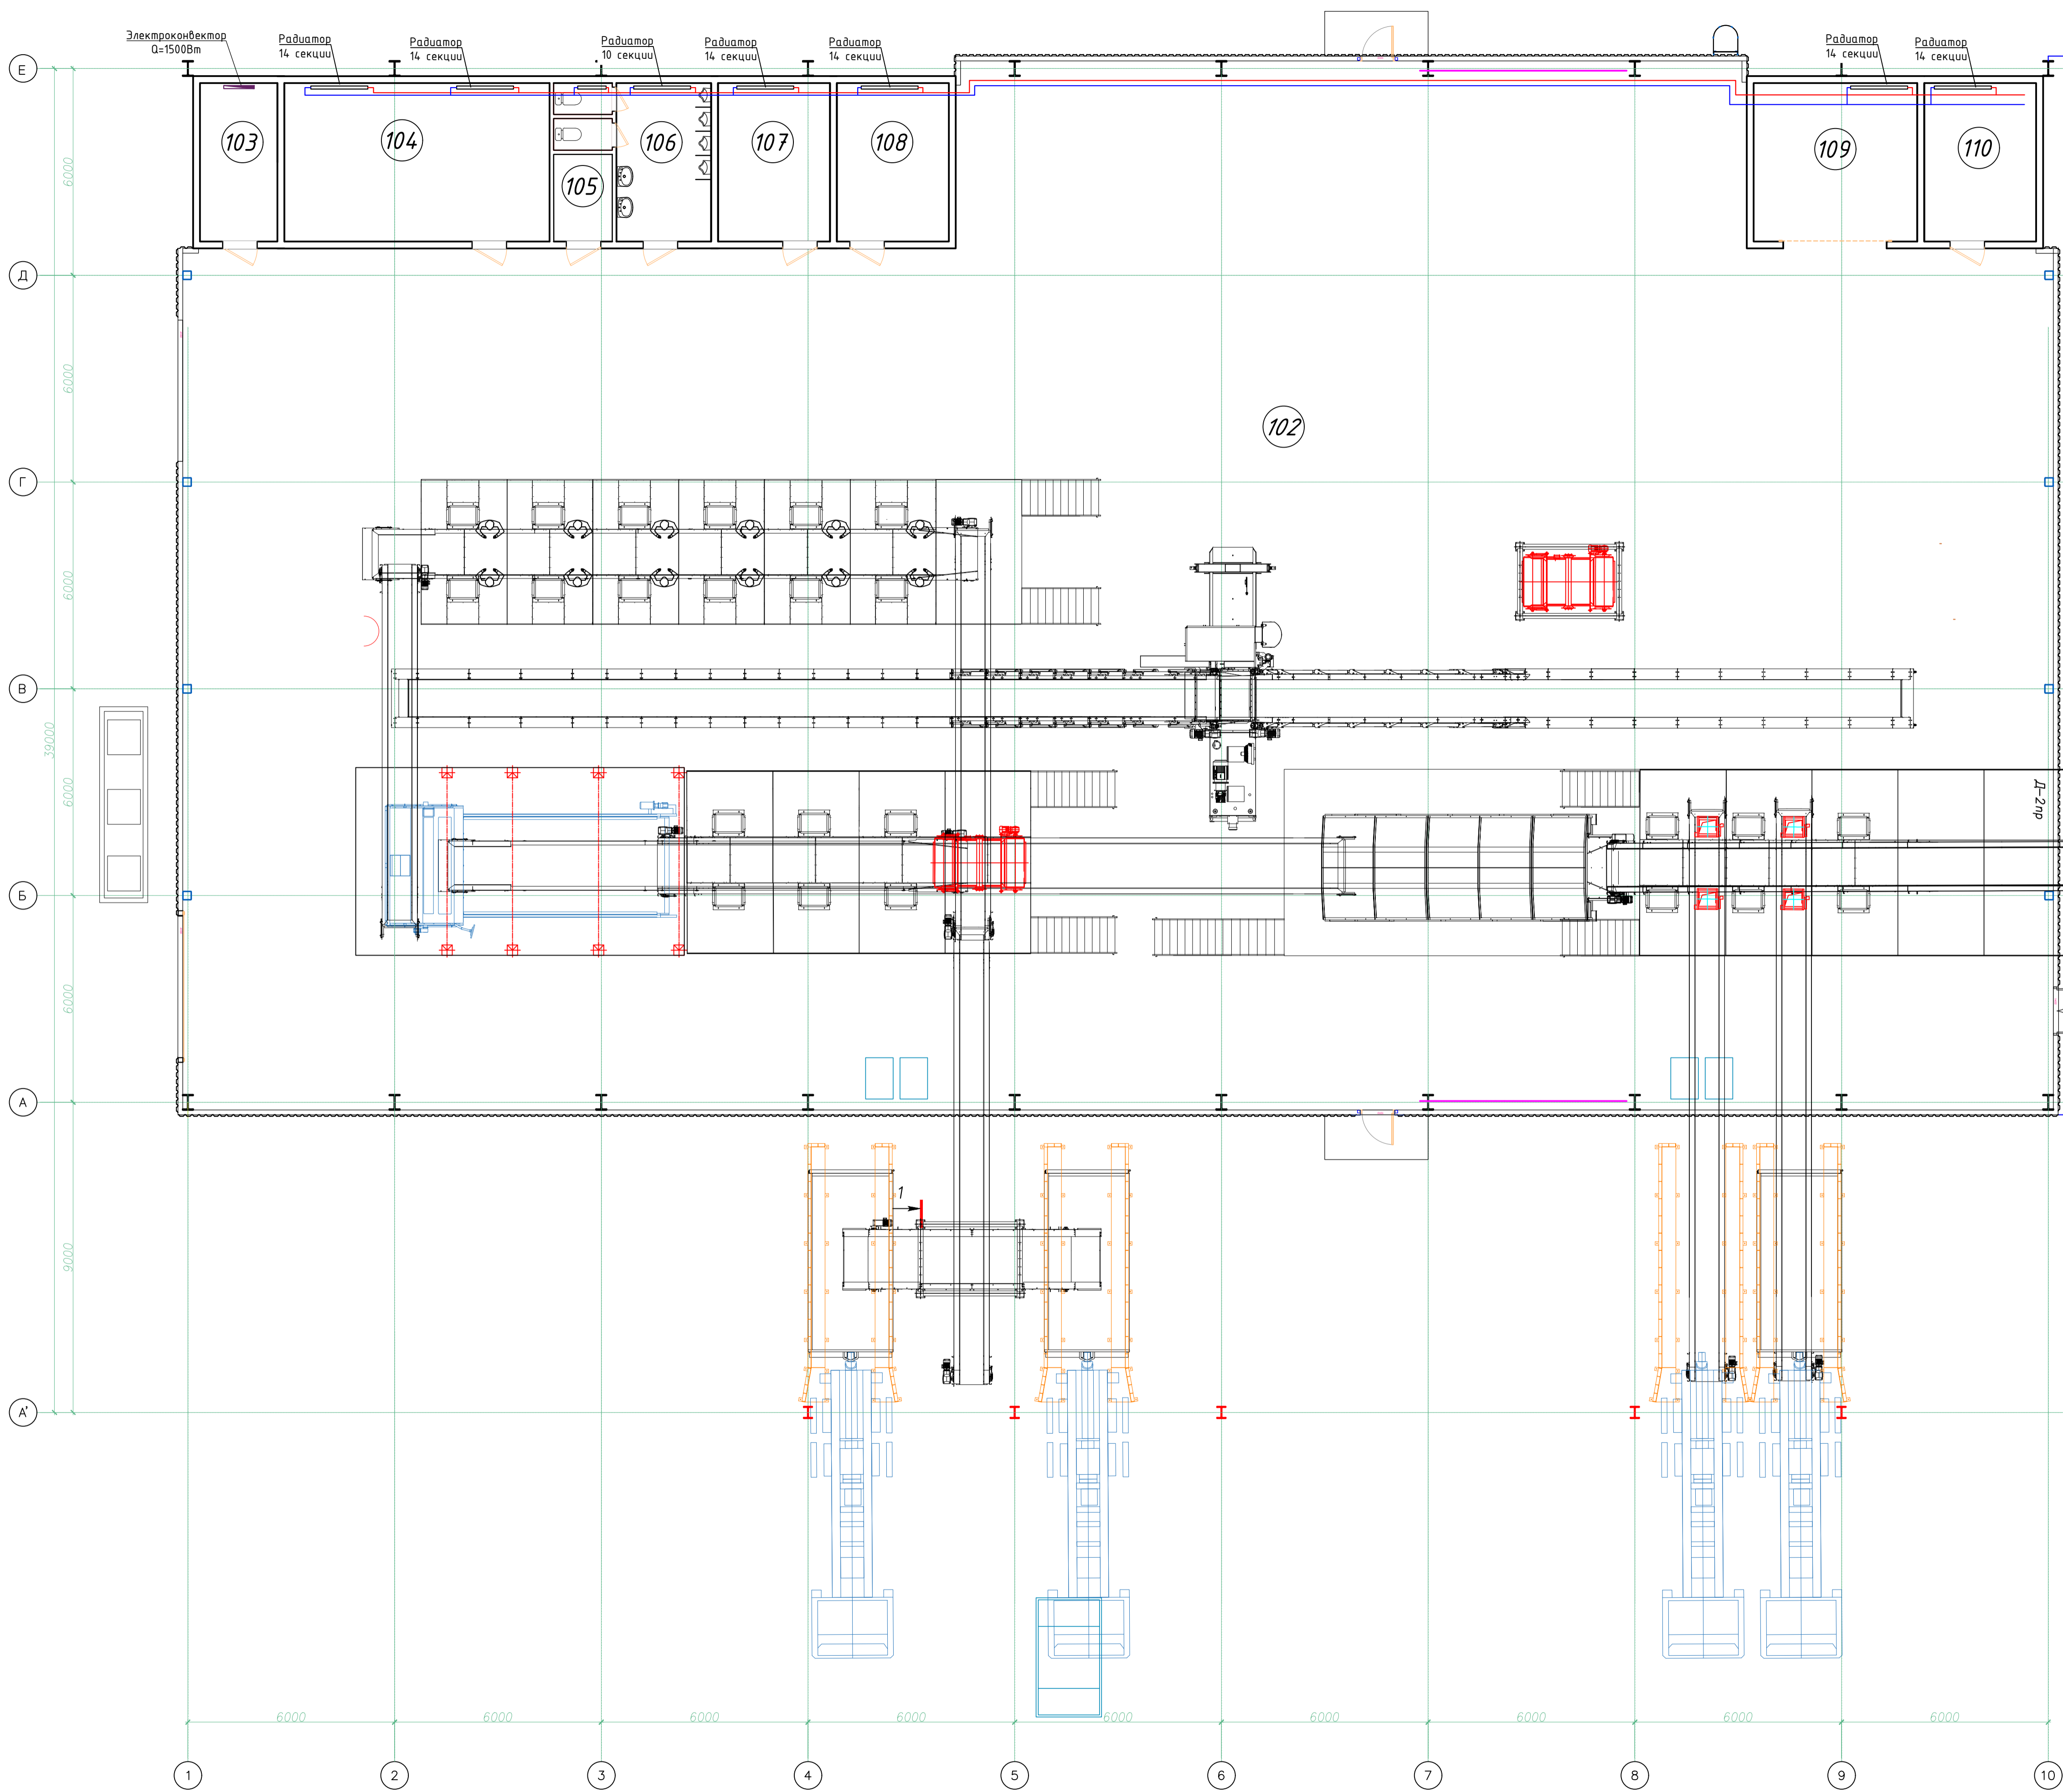 Электроконвектор
Q=1500Вт
Радиатор
14 секции
Радиатор
14 секции
Радиатор
10 секции
Радиатор
14 секции
Радиатор
14 секции
Радиатор
14 секции
Радиатор
14 секции
Е
103
104
105
106
107
108
109
110
6000
Д
6000
102
Г
6000
В
39000
6000
Д-2пр
Б
6000
А
1
9000
А'
6000
6000
6000
6000
6000
6000
6000
6000
6000
1
2
3
4
5
6
7
8
9
10